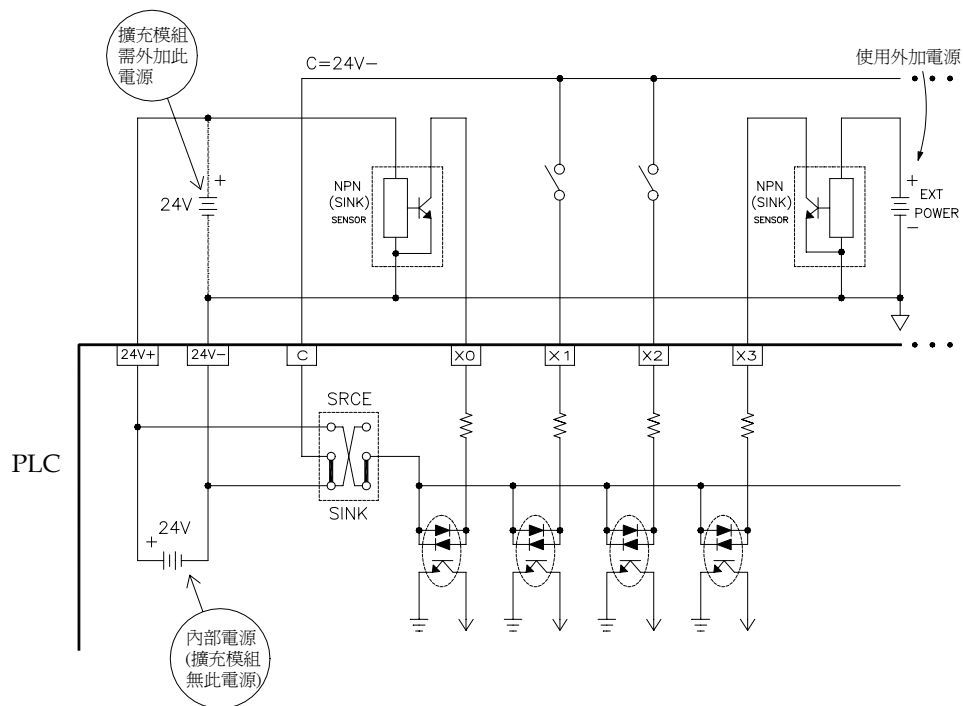 擴充模組
需外加此
電源
C=24V−
使用外加電源
24V
+
NPN
(SINK)
SENSOR
NPN
(SINK)
SENSOR
+
EXT
POWER
−
24V+
24V−
C
X0
X1
X2
X3
PLC
SRCE
SINK
24V
+
內部電源
(擴充模組
無此電源)